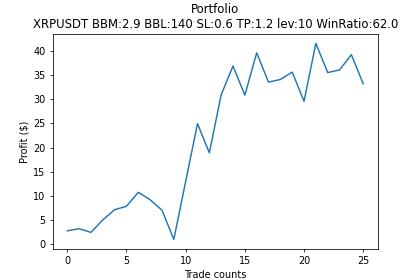 Portfolio
XRPUSDT BBM:2.9 BBL:140 SL:0.6 TP:1.2 lev:10 WinRatio:62.0
40
35
30
25
20
15
10
5
0
Profit ($)
0 5 10 15 20 25
Trade counts